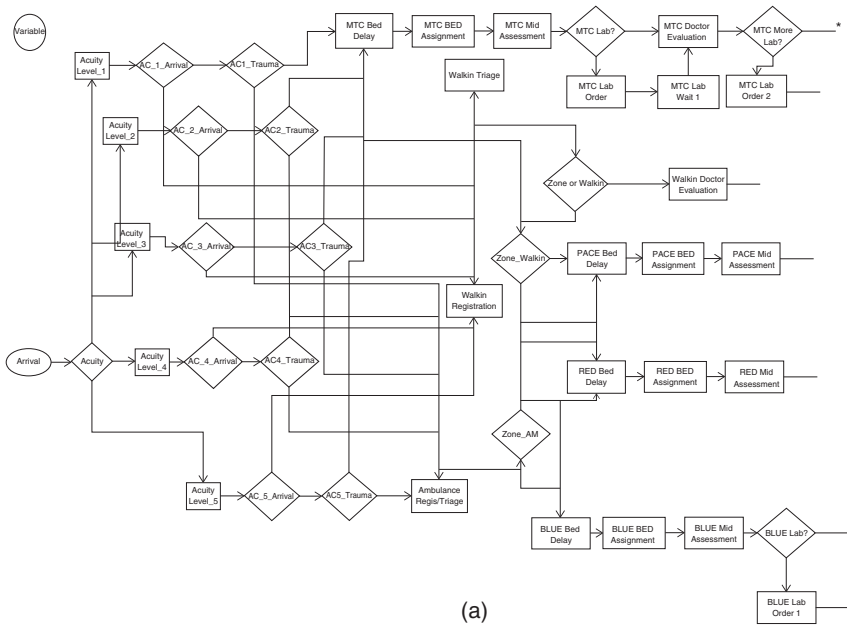 Variable
MTC Bed
Delay
MTC BED
Assignment
MTC Mid
Assessment
MTC Lab?
MTC Doctor
Evaluation
MTC More
Lab?
*
Acuity
Level_1
AC_1_Arrival
AC1_Trauma
Walkin Triage
MTC Lab
Order
MTC Lab
Wait 1
MTC Lab
Order 2
Acuity
Level_2
AC_2_Arrival
AC2_Trauma
Zone or Walkin
Walkin Doctor
Evaluation
Acuity
Level_3
AC_3_Arrival
AC3_Trauma
Zone_Walkin
PACE Bed
Delay
PACE BED
Assignment
PACE Mid
Assessment
Walkin
Registration
Arrival
Acuity
Acuity
Level_4
AC_4_Arrival
AC4_Trauma
RED Bed
Delay
RED BED
Assignment
RED Mid
Assessment
Zone_AM
Acuity
Level_5
AC_5_Arrival
AC5_Trauma
Ambulance
Regis/Triage
BLUE Bed
Delay
BLUE BED
Assignment
BLUE Mid
Assessment
BLUE Lab?
BLUE Lab
Order 1
(a)